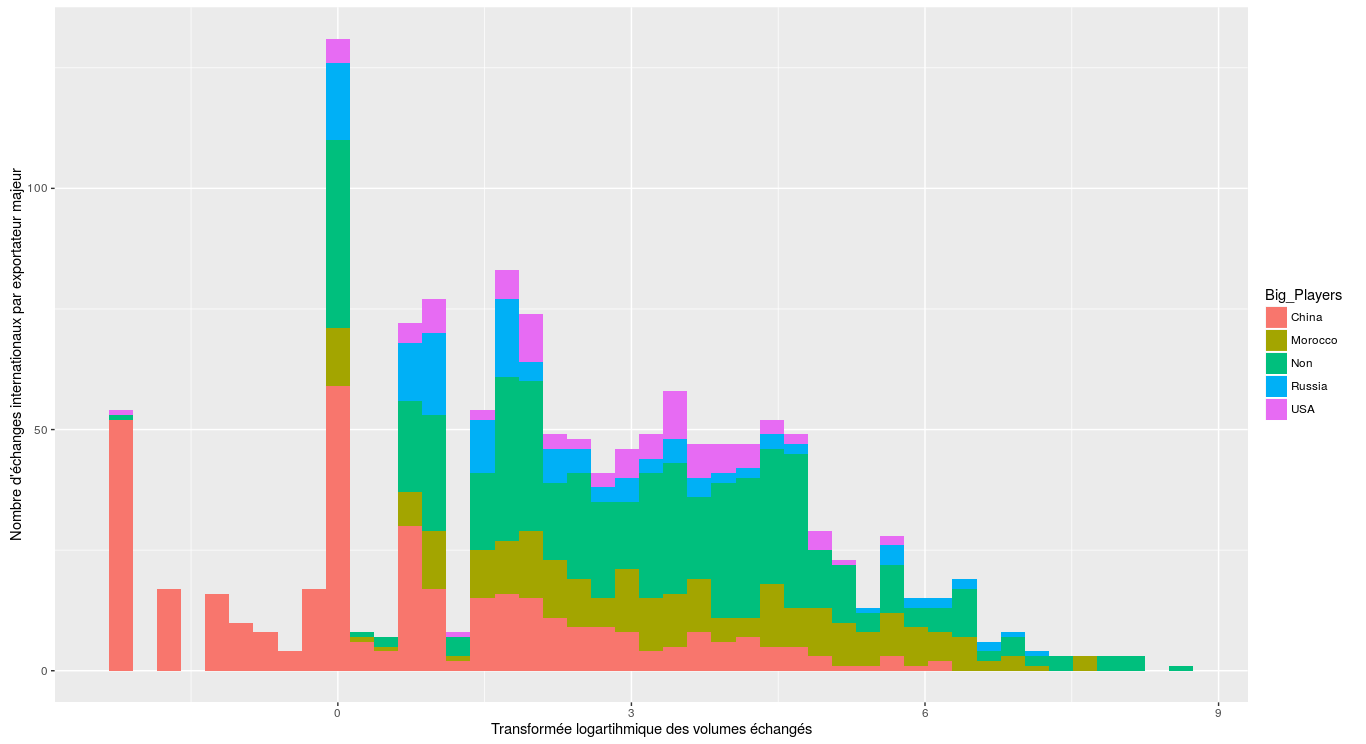 Nombre d'échanges internationaux par exportateur majeur
100
50
0
0
3
6
9
Transformée logartihmique des volumes échangés
Big_Players
China
Morocco
Non
Russia
USA